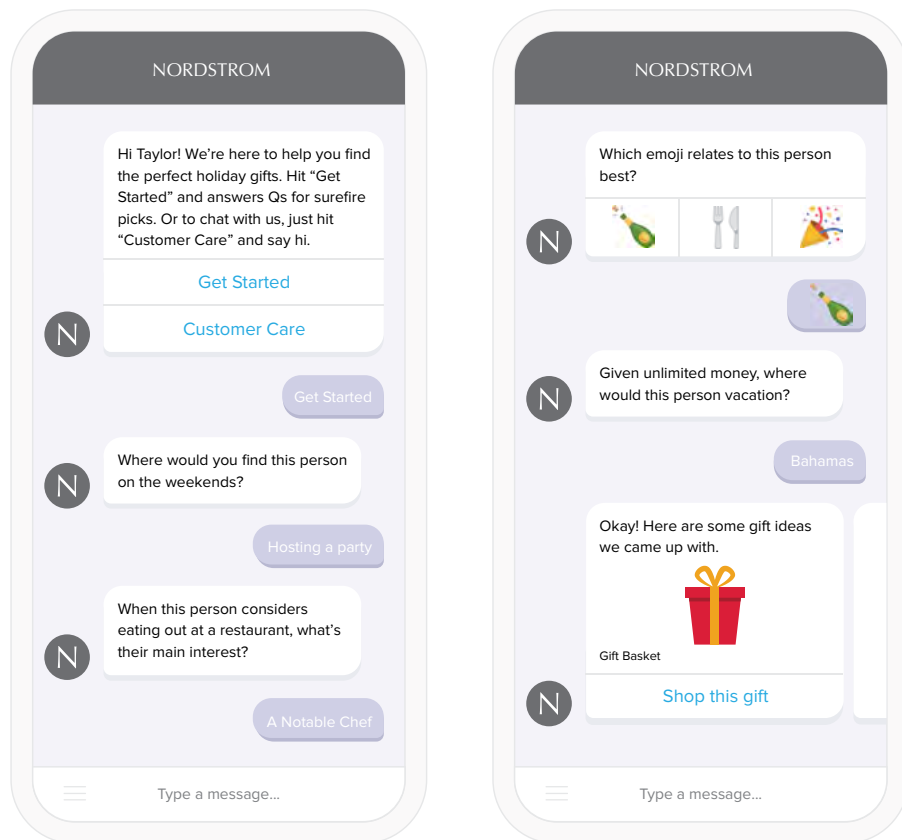 NORDSTROM
Hi Taylor! We’re here to help you find
the perfect holiday gifts. Hit “Get
Started” and answers Qs for surefire
picks. Or to chat with us, just hit
“Customer Care” and say hi.
Get Started
Customer Care
N
Get Started
Where would you find this person
on the weekends?
N
Hosting a party
When this person considers
eating out at a restaurant, what’s
their main interest?
N
A Notable Chef
Type a message...
NORDSTROM
Which emoji relates to this person
best?
N
Given unlimited money, where
would this person vacation?
N
Bahamas
Okay! Here are some gift ideas
we came up with.
Gift Basket
Shop this gift
N
Type a message...